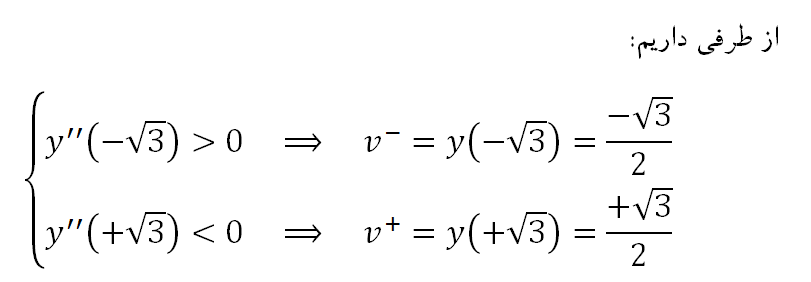 از طرفی داریم:
y''(−√3) > 0 ⟹ v⁻ = y(−√3) = −√3/2
y''(+√3) < 0 ⟹ v⁺ = y(+√3) = +√3/2